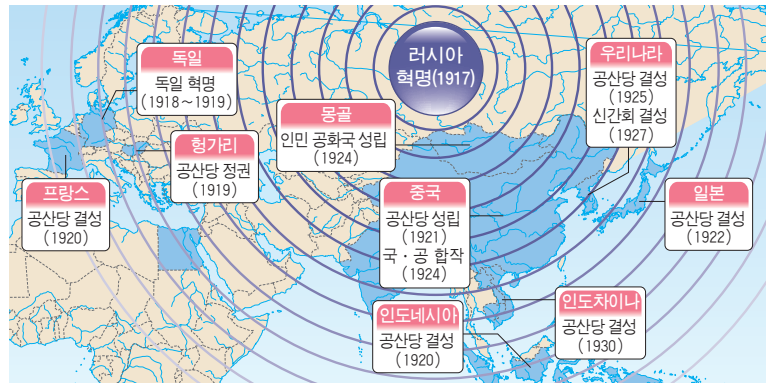 러시아
혁명(1917)
독일
독일 혁명
(1918~1919)
헝가리
공산당 정권
(1919)
프랑스
공산당 결성
(1920)
몽골
인민 공화국 성립
(1924)
중국
공산당 성립
(1921)
국·공 합작
(1924)
우리나라
공산당 결성
(1925)
신간회 결성
(1927)
일본
공산당 결성
(1922)
인도네시아
공산당 결성
(1920)
인도차이나
공산당 결성
(1930)